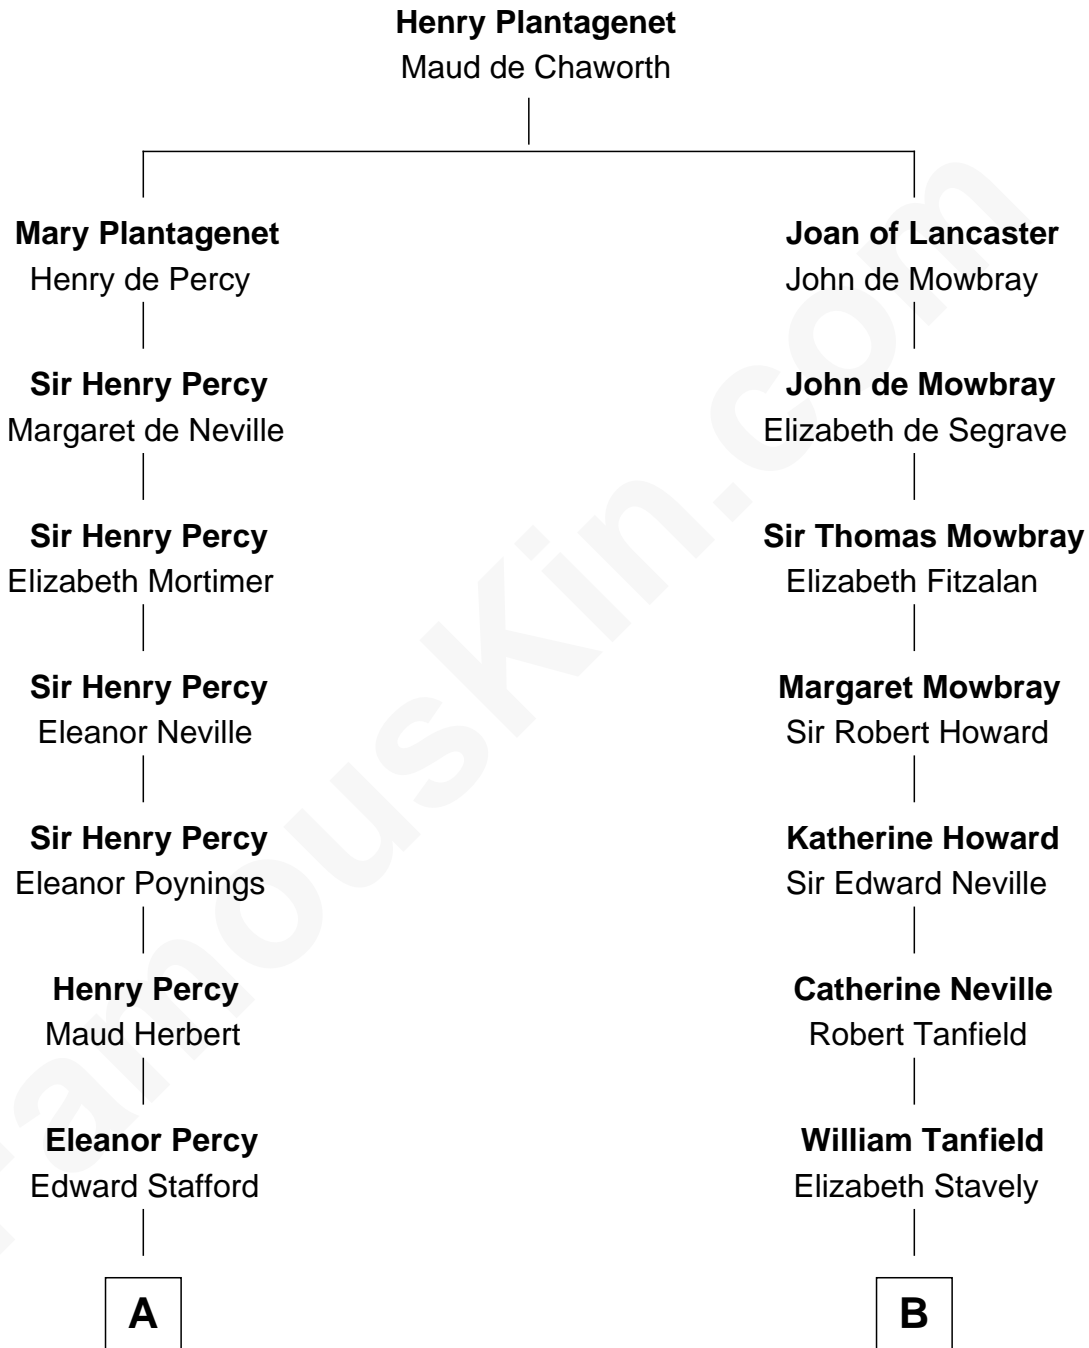 Henry Plantagenet
Maud de Chaworth
Mary Plantagenet
Henry de Percy
Joan of Lancaster
John de Mowbray
Sir Henry Percy
Margaret de Neville
John de Mowbray
Elizabeth de Segrave
Sir Henry Percy
Elizabeth Mortimer
Sir Thomas Mowbray
Elizabeth Fitzalan
Sir Henry Percy
Eleanor Neville
Margaret Mowbray
Sir Robert Howard
Sir Henry Percy
Eleanor Poynings
Katherine Howard
Sir Edward Neville
Henry Percy
Maud Herbert
Catherine Neville
Robert Tanfield
Eleanor Percy
Edward Stafford
William Tanfield
Elizabeth Stavely
A
B
FamousKin.com